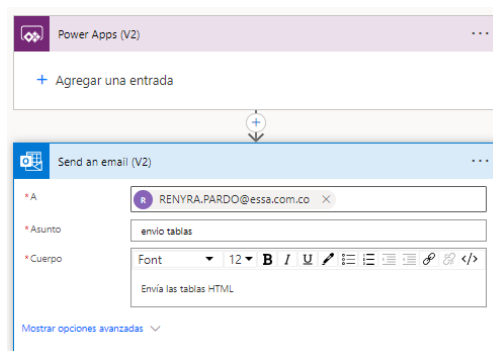 Power Apps (V2)
Agregar una entrada
Send an email (V2)
* A
R RENYRA.PARDO@essa.com.co
* Asunto
envio tablas
* Cuerpo
Font 12 B I U </>
Envía las tablas HTML
Mostrar opciones avanzadas